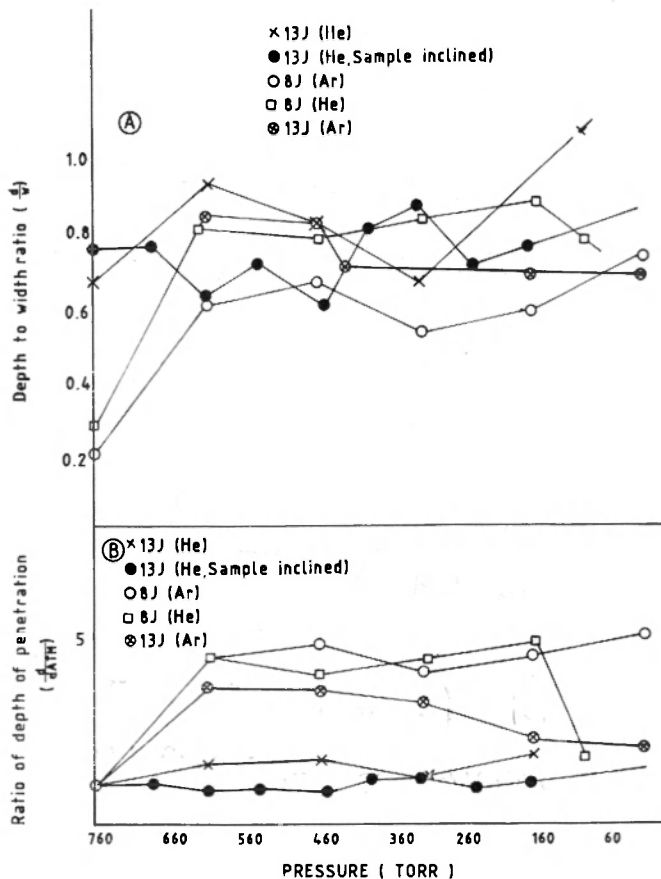 ×13J (He)
●13J (He,Sample inclined)
○8J (Ar)
□8J (He)
⊗13J (Ar)
A
1.0
0.8
0.6
0.4
0.2
Depth to width ratio ( d/w )
B ×13J (He)
●13J (He,Sample inclined)
○8J (Ar)
□8J (He)
⊗13J (Ar)
5
Ratio of depth of penetration
( d/dATM )
760 660 560 460 360 260 160 60
PRESSURE ( TORR )